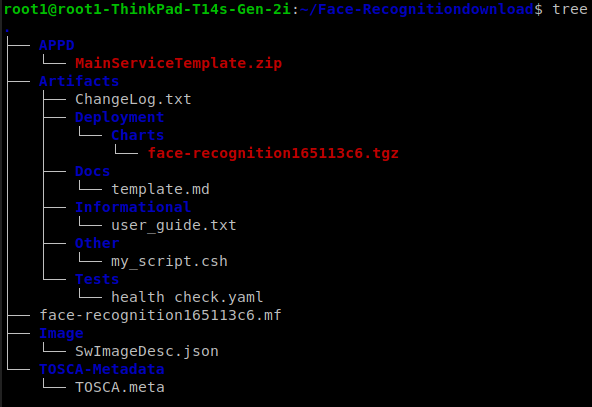 root1@root1-ThinkPad-T14s-Gen-2i:~/Face-Recognitiondownload$ tree
.
├── APPD
│   └── MainServiceTemplate.zip
├── Artifacts
│   ├── ChangeLog.txt
│   ├── Deployment
│   │   └── Charts
│   │       └── face-recognition165113c6.tgz
│   ├── Docs
│   │   └── template.md
│   ├── Informational
│   │   └── user_guide.txt
│   ├── Other
│   │   └── my_script.csh
│   └── Tests
│       └── health check.yaml
├── face-recognition165113c6.mf
├── Image
│   └── SwImageDesc.json
└── TOSCA-Metadata
    └── TOSCA.meta